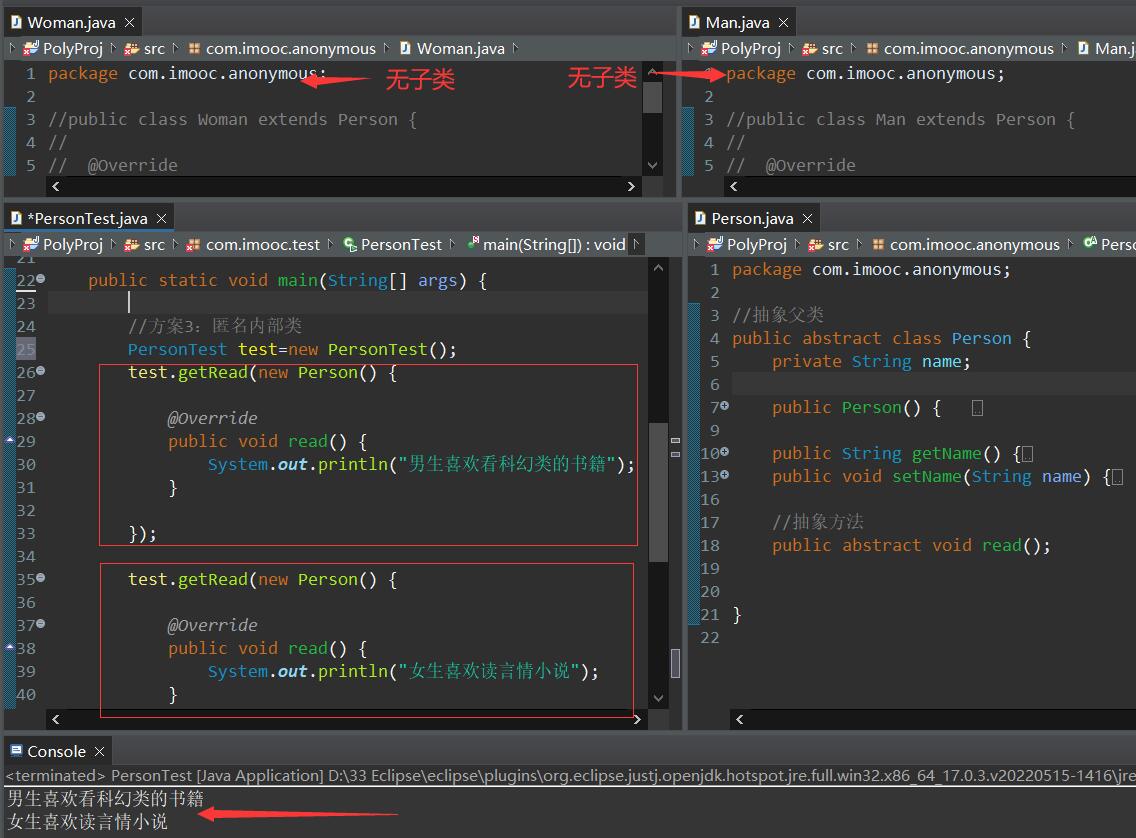 Woman.java
PolyProj src com.imooc.anonymous Woman.java
1 package com.imooc.anonymous;
无子类
2
3 //public class Woman extends Person {
4 //
5 // @Override
Man.java
PolyProj src com.imooc.anonymous Man.j
无子类
package com.imooc.anonymous;
2
3 //public class Man extends Person {
4 //
5 // @Override
*PersonTest.java
PolyProj src com.imooc.test PersonTest main(String[]) : void
21
22 public static void main(String[] args) {
23
24 //方案3: 匿名内部类
25 PersonTest test=new PersonTest();
26 test.getRead(new Person() {
27
28 @Override
29 public void read() {
30 System.out.println("男生喜欢看科幻类的书籍");
31 }
32
33 });
34
35 test.getRead(new Person() {
36
37 @Override
38 public void read() {
39 System.out.println("女生喜欢读言情小说");
40 }
Person.java
PolyProj src com.imooc.anonymous Perso
1 package com.imooc.anonymous;
2
3 //抽象父类
4 public abstract class Person {
5 private String name;
6
7 public Person() {
9
10 public String getName() {
13 public void setName(String name) {
16
17 //抽象方法
18 public abstract void read();
19
20
21 }
22
Console
<terminated> PersonTest [Java Application] D:\33 Eclipse\eclipse\plugins\org.eclipse.justj.openjdk.hotspot.jre.full.win32.x86_64_17.0.3.v20220515-1416\jre
男生喜欢看科幻类的书籍
女生喜欢读言情小说